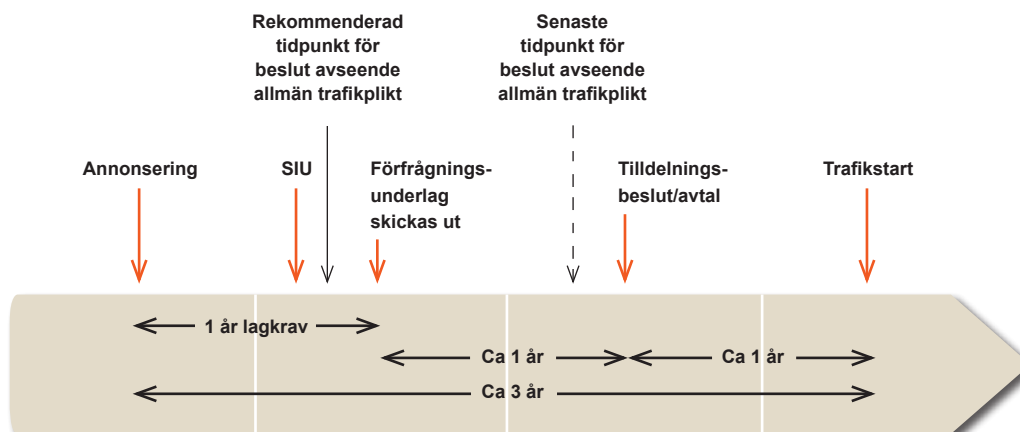 Rekommenderad
tidpunkt för
beslut avseende
allmän trafikplikt
Senaste
tidpunkt för
beslut avseende
allmän trafikplikt
Annonsering
SIU
Förfrågnings-
underlag
skickas ut
Tilldelnings-
beslut/avtal
Trafikstart
1 år lagkrav
Ca 1 år
Ca 1 år
Ca 3 år